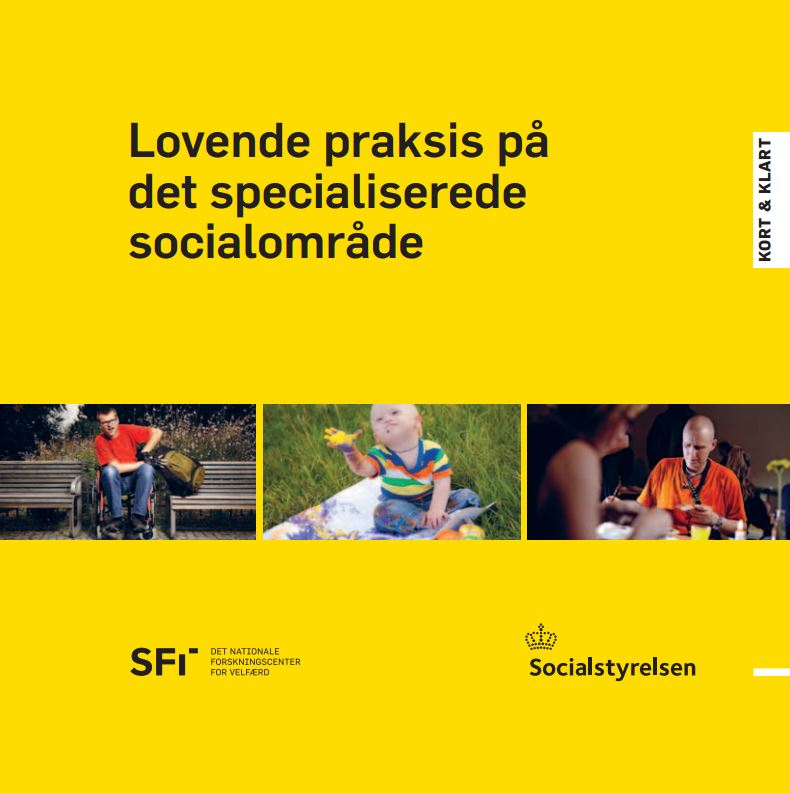 Lovende praksis på
det specialiserede
socialområde
KORT & KLART
SFI
DET NATIONALE
FORSKNINGSCENTER
FOR VELFÆRD
Socialstyrelsen